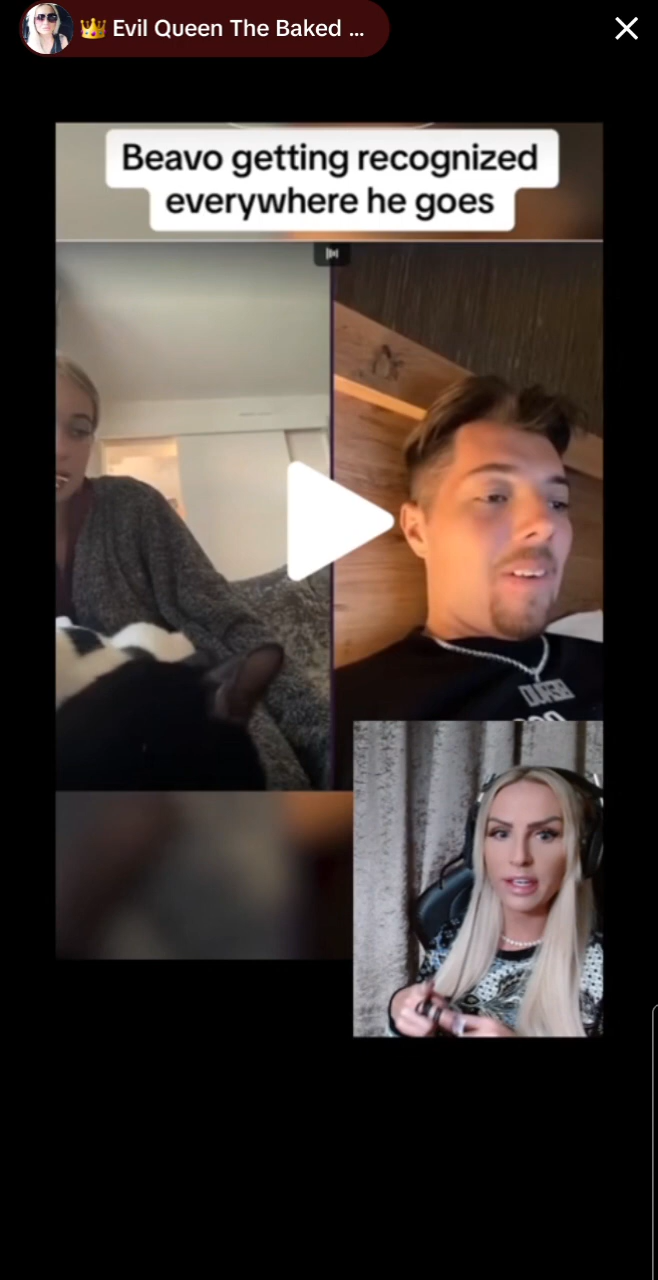 👑 Evil Queen The Baked ...
Beavo getting recognized
everywhere he goes